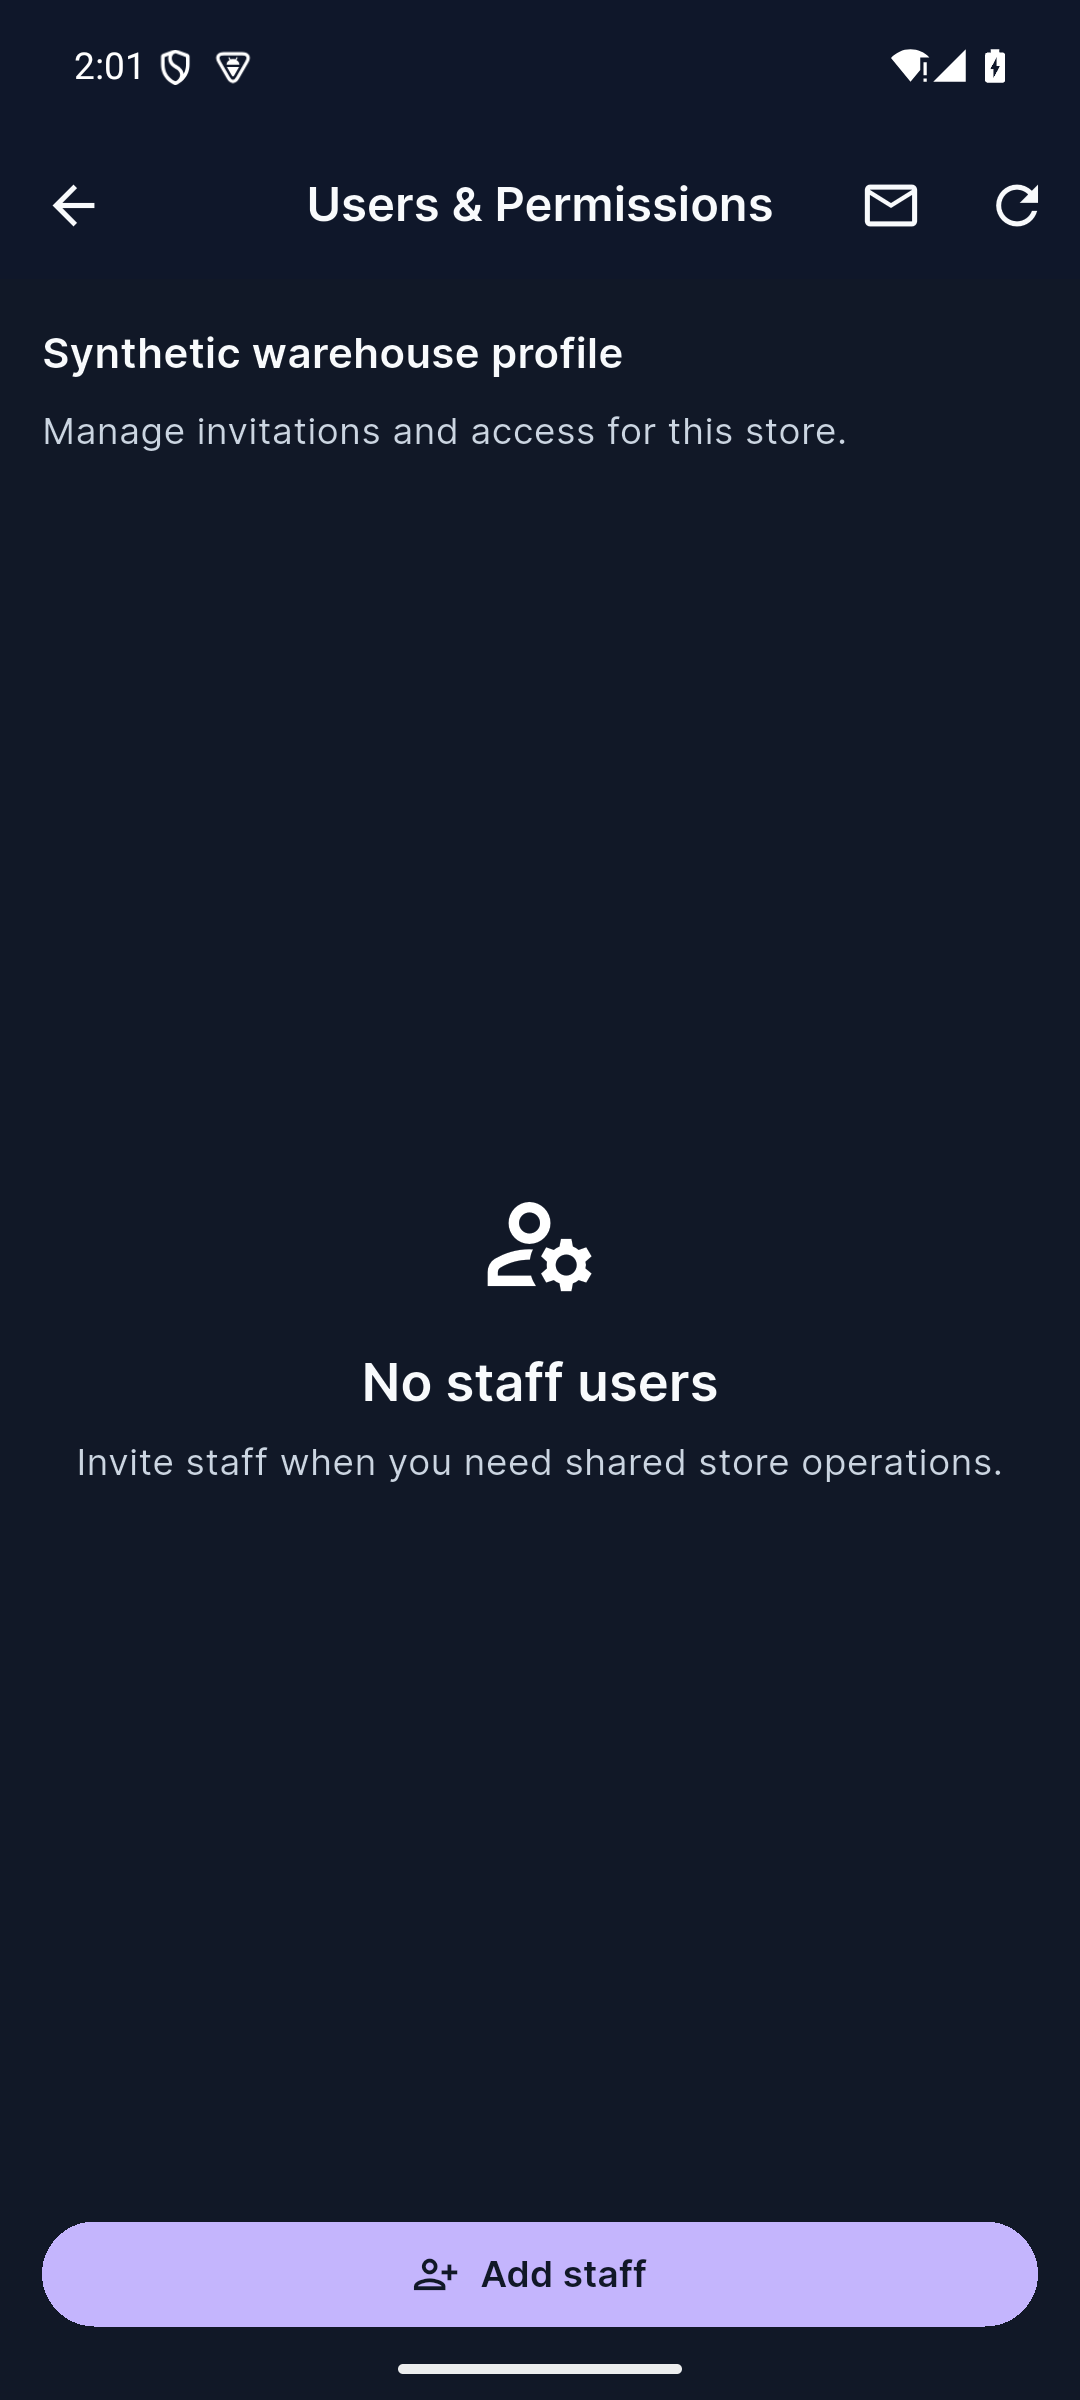 2:01
Users & Permissions
Synthetic warehouse profile
Manage invitations and access for this store.
No staff users
Invite staff when you need shared store operations.
Add staff